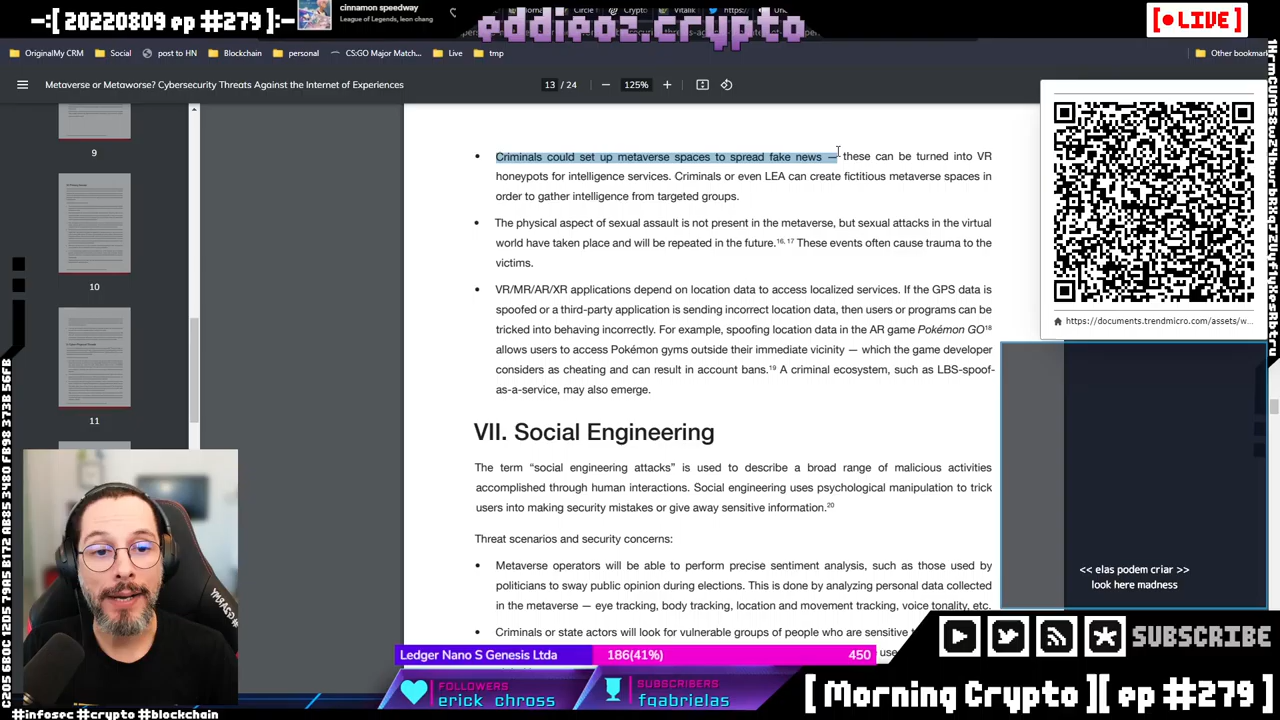 -:[ 20220809 ep #279 ]:-
cinnamon speedway
League of Legends, leon chang
eddieoz.crypto
[●LIVE]
OriginalMy CRM
Social
post to HN
Blockchain
personal
CS:GO Major Match...
Live
tmp
Other bookmar
Metaverse or Metaworse? Cybersecurity Threats Against the Internet of Experiences
13 / 24
125%
9
10
11
• Criminals could set up metaverse spaces to spread fake news — these can be turned into VR
honeypots for intelligence services. Criminals or even LEA can create fictitious metaverse spaces in
order to gather intelligence from targeted groups.
• The physical aspect of sexual assault is not present in the metaverse, but sexual attacks in the virtual
world have taken place and will be repeated in the future.16, 17 These events often cause trauma to the
victims.
• VR/MR/AR/XR applications depend on location data to access localized services. If the GPS data is
spoofed or a third-party application is sending incorrect location data, then users or programs can be
tricked into behaving incorrectly. For example, spoofing location data in the AR game Pokémon GO18
allows users to access Pokémon gyms outside their immediate vicinity — which the game developer
considers as cheating and can result in account bans.19 A criminal ecosystem, such as LBS-spoof-
as-a-service, may also emerge.
VII. Social Engineering
The term “social engineering attacks” is used to describe a broad range of malicious activities
accomplished through human interactions. Social engineering uses psychological manipulation to trick
users into making security mistakes or give away sensitive information.20
Threat scenarios and security concerns:
• Metaverse operators will be able to perform precise sentiment analysis, such as those used by
politicians to sway public opinion during elections. This is done by analyzing personal data collected
in the metaverse — eye tracking, body tracking, location and movement tracking, voice tonality, etc.
• Criminals or state actors will look for vulnerable groups of people who are sensitive
https://documents.trendmicro.com/assets/w...
<< elas podem criar >>
look here madness
Ledger Nano S Genesis Ltda
186(41%)
450
FOLLOWERS
erick_chross
SUBSCRIBERS
fgabrielas
SUBSCRIBE
[ Morning Crypto ][ ep #279 ]
#infosec #crypto #blockchain